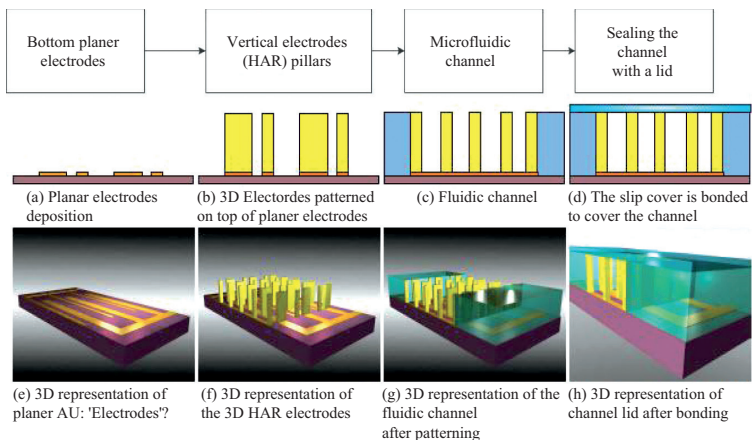 Bottom planer
electrodes
Vertical electrodes
(HAR) pillars
Microfluidic
channel
Sealing the
channel
with a lid
(a) Planar electrodes
deposition
(b) 3D Electordes patterned
on top of planer electrodes
(c) Fluidic channel
(d) The slip cover is bonded
to cover the channel
(e) 3D representation of
planer AU: 'Electrodes'?
(f) 3D representation of
the 3D HAR electrodes
(g) 3D representation of the
fluidic channel
after patterning
(h) 3D representation of
channel lid after bonding